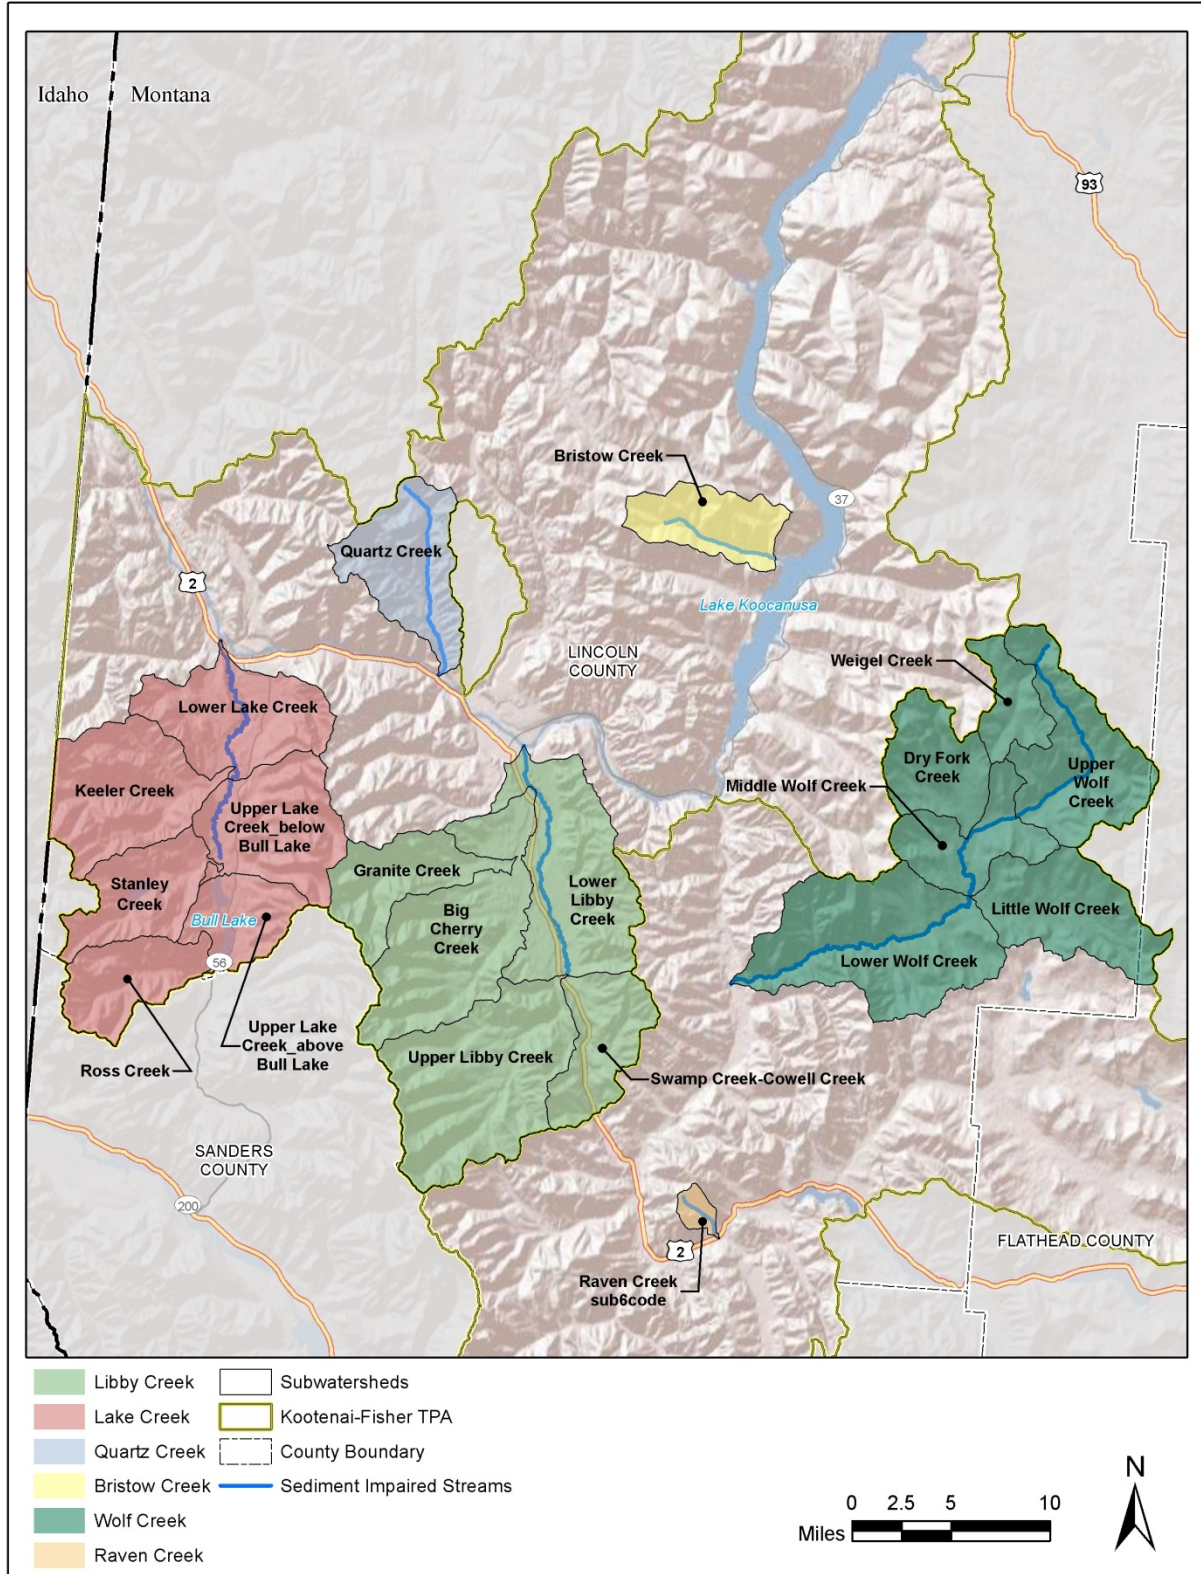 Idaho
Montana
93
Bristow Creek
37
Quartz Creek
2
Lake Koocanusa
LINCOLN
COUNTY
Weigel Creek
Lower Lake Creek
Dry Fork
Creek
Upper
Wolf
Creek
Middle Wolf Creek
Keeler Creek
Upper Lake
Creek_below
Bull Lake
Granite Creek
Stanley
Creek
Lower
Libby
Creek
Big
Cherry
Creek
Little Wolf Creek
Bull Lake
56
Lower Wolf Creek
Upper Lake
Creek_above
Bull Lake
Ross Creek
Upper Libby Creek
Swamp Creek-Cowell Creek
SANDERS
COUNTY
200
2
FLATHEAD COUNTY
Raven Creek
sub6code
Libby Creek
Lake Creek
Quartz Creek
Bristow Creek
Wolf Creek
Raven Creek
Subwatersheds
Kootenai-Fisher TPA
County Boundary
Sediment Impaired Streams
0 2.5 5 10
Miles
N